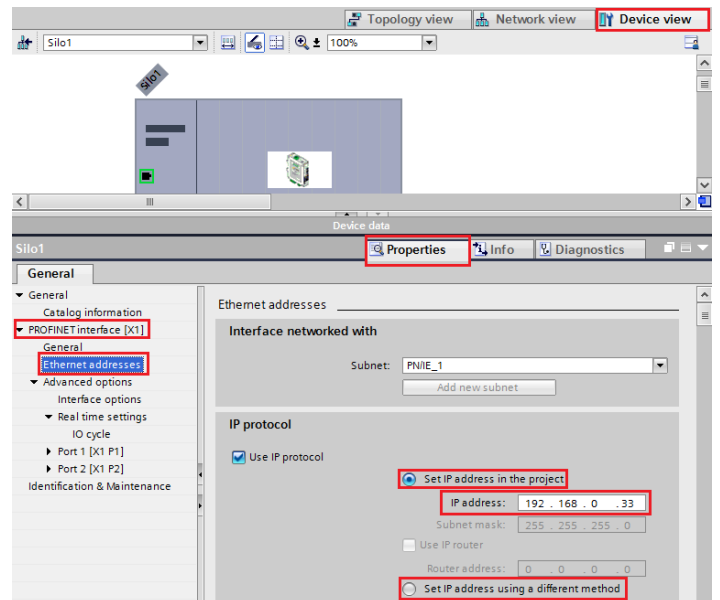 Topology view Network view Device view
Silo1 100%
Silo1
Device data
Silo1 Properties Info Diagnostics
General
General
Catalog information
PROFINET interface [X1]
General
Ethernet addresses
Advanced options
Interface options
Real time settings
IO cycle
Port 1 [X1 P1]
Port 2 [X1 P2]
Identification & Maintenance
Ethernet addresses
Interface networked with
Subnet: PN/IE_1
Add new subnet
IP protocol
Use IP protocol
Set IP address in the project
IP address: 192 . 168 . 0 . 33
Subnet mask: 255 . 255 . 255 . 0
Use IP router
Router address: 0 . 0 . 0 . 0
Set IP address using a different method